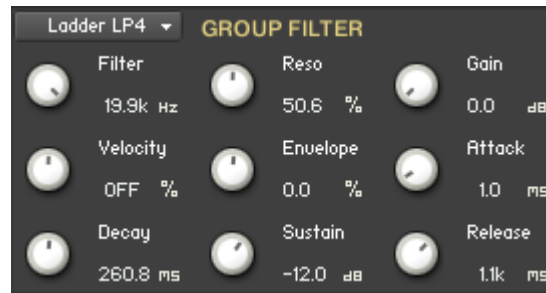 Ladder LP4 GROUP FILTER
Filter Reso Gain
19.9k Hz 50.6 % 0.0 dB
Velocity Envelope Attack
OFF % 0.0 % 1.0 ms
Decay Sustain Release
260.8 ms -12.0 dB 1.1k ms